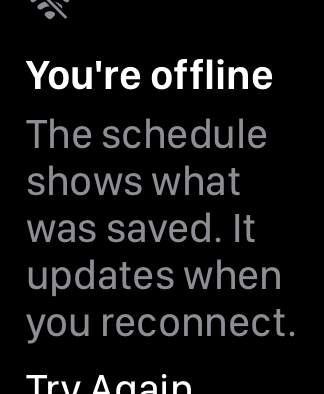 You're offline
The schedule
shows what
was saved. It
updates when
you reconnect.
Try Again